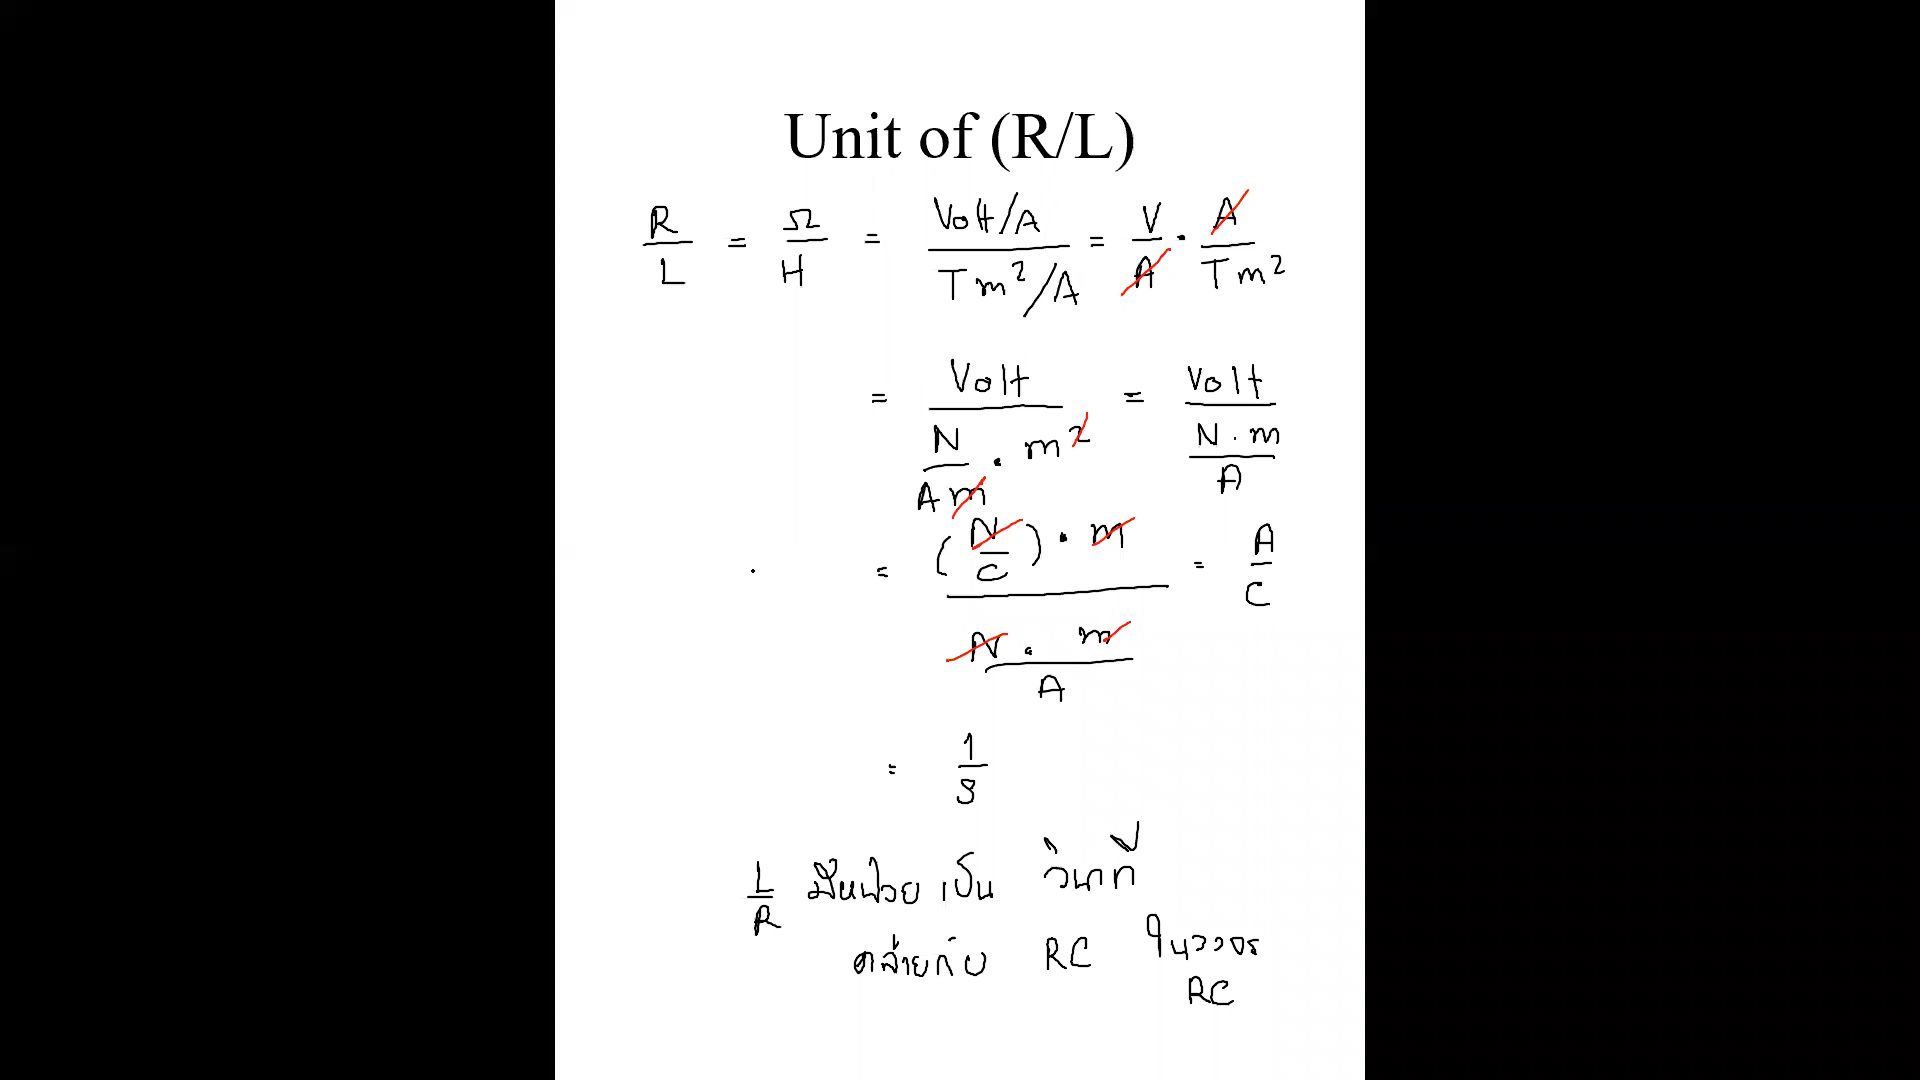 Unit of (R/L)
R/L = Ω/H = (Volt/A)/(Tm²/A) = V/A · A/(Tm²)
= Volt/(N/(Am) · m²) = Volt/(N·m/A)
= ((N/C) · m)/(N · m/A) = A/C
= 1/s
L/R มีหน่วยเป็น วินาที
คล้ายกับ RC ในวงจร
RC